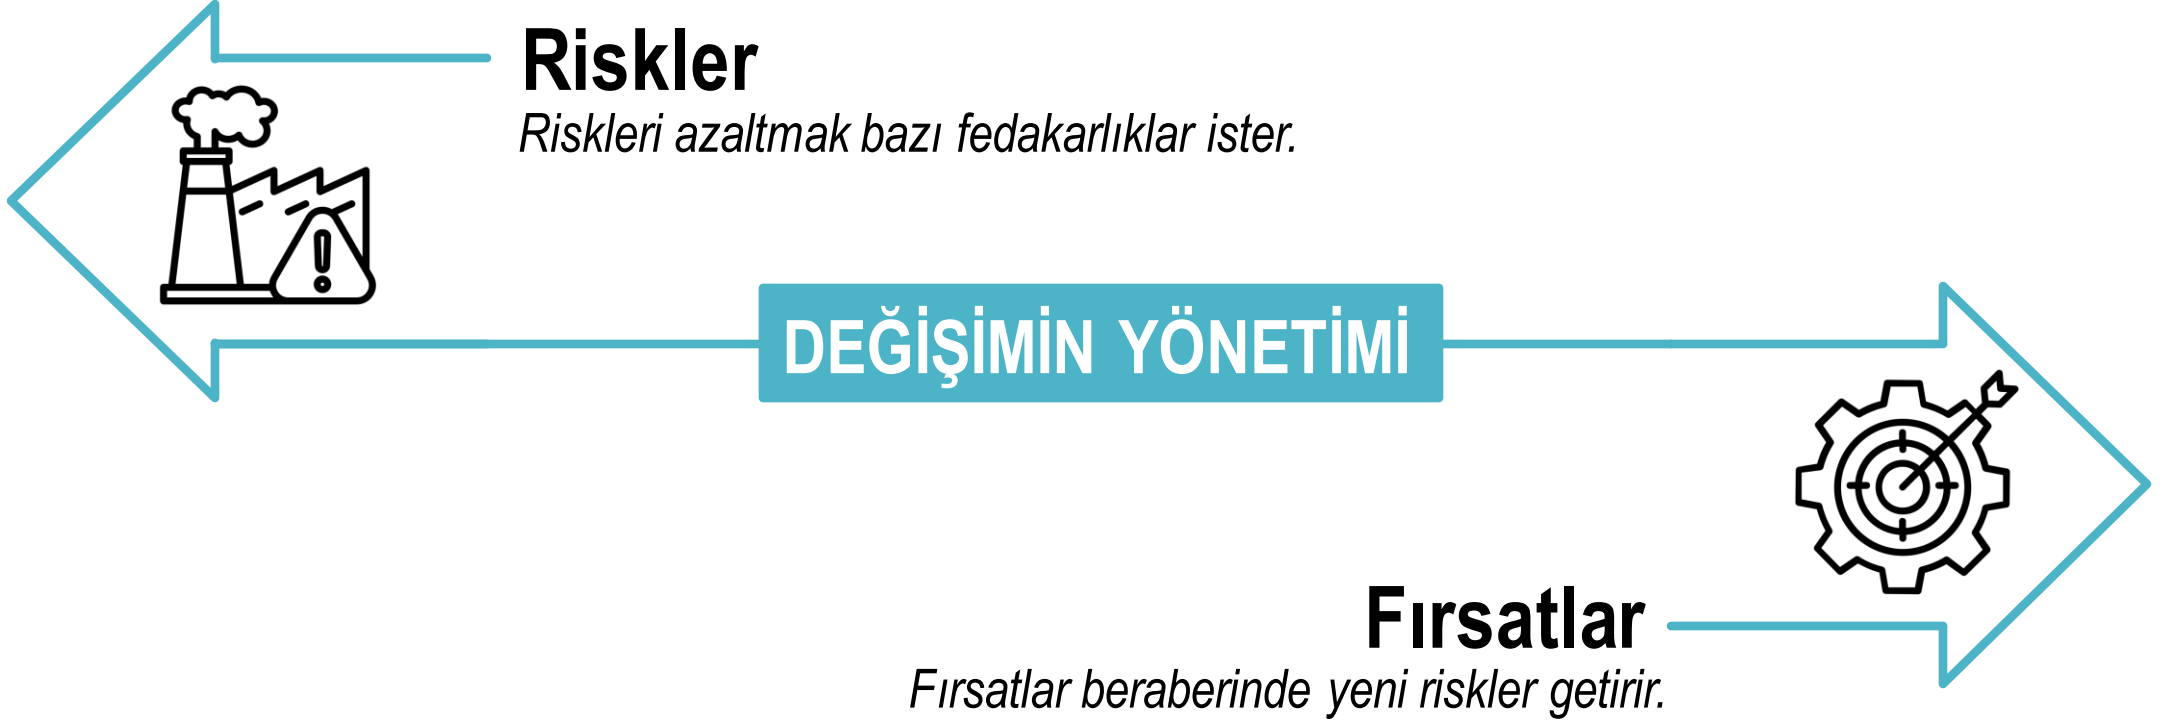 Riskler
Riskleri azaltmak bazı fedakarlıklar ister.
DEĞİŞİMİN YÖNETİMİ
Fırsatlar
Fırsatlar beraberinde yeni riskler getirir.